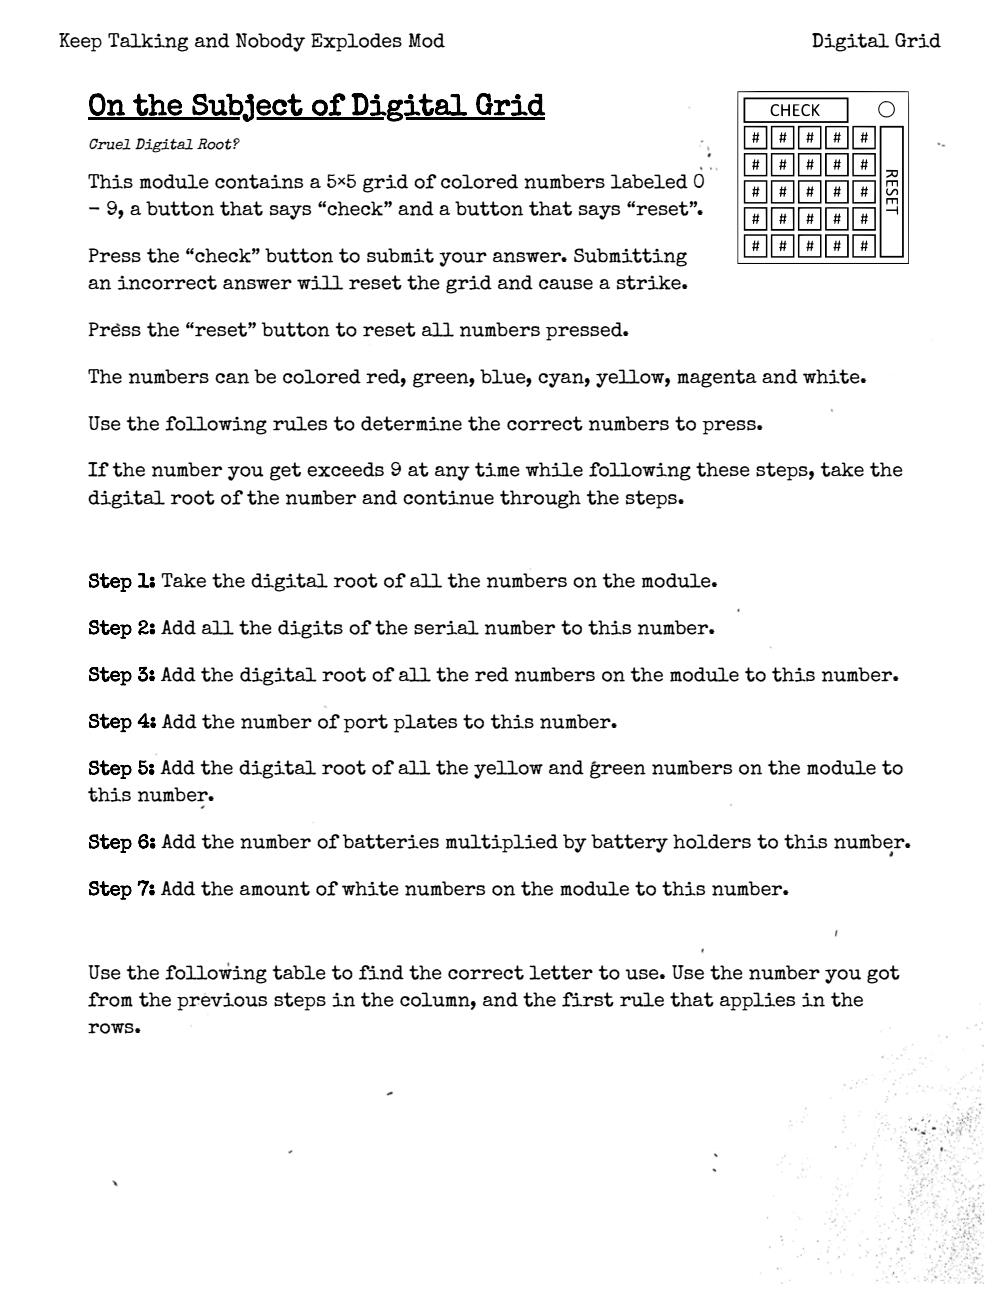 Keep Talking and Nobody Explodes Mod
Digital Grid
On the Subject of Digital Grid
Cruel Digital Root?
This module contains a 5×5 grid of colored numbers labeled 0
– 9, a button that says “check” and a button that says “reset”.
Press the “check” button to submit your answer. Submitting
an incorrect answer will reset the grid and cause a strike.
Press the “reset” button to reset all numbers pressed.
CHECK
# # # # #
# # # # #
# # # # #
# # # # #
# # # # #
RESET
The numbers can be colored red, green, blue, cyan, yellow, magenta and white.
Use the following rules to determine the correct numbers to press.
If the number you get exceeds 9 at any time while following these steps, take the
digital root of the number and continue through the steps.
Step 1: Take the digital root of all the numbers on the module.
Step 2: Add all the digits of the serial number to this number.
Step 3: Add the digital root of all the red numbers on the module to this number.
Step 4: Add the number of port plates to this number.
Step 5: Add the digital root of all the yellow and green numbers on the module to
this number.
Step 6: Add the number of batteries multiplied by battery holders to this number.
Step 7: Add the amount of white numbers on the module to this number.
Use the following table to find the correct letter to use. Use the number you got
from the previous steps in the column, and the first rule that applies in the
rows.